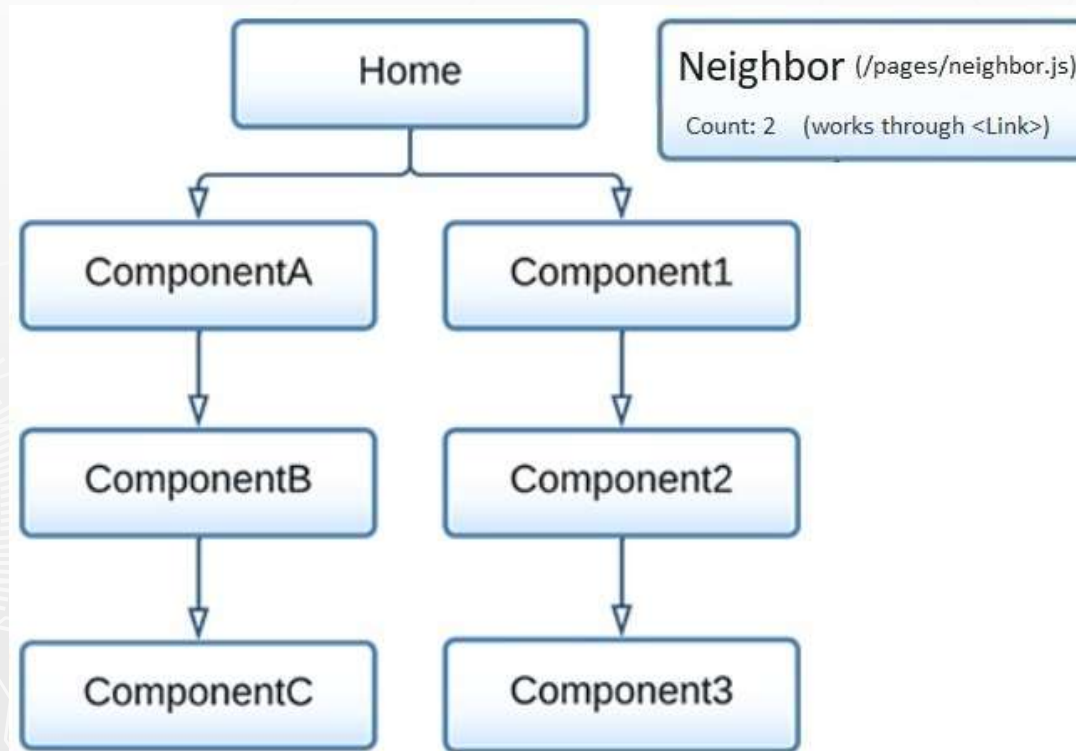 Home
Neighbor (/pages/neighbor.js)
Count: 2 (works through <Link>)
ComponentA
Component1
ComponentB
Component2
ComponentC
Component3